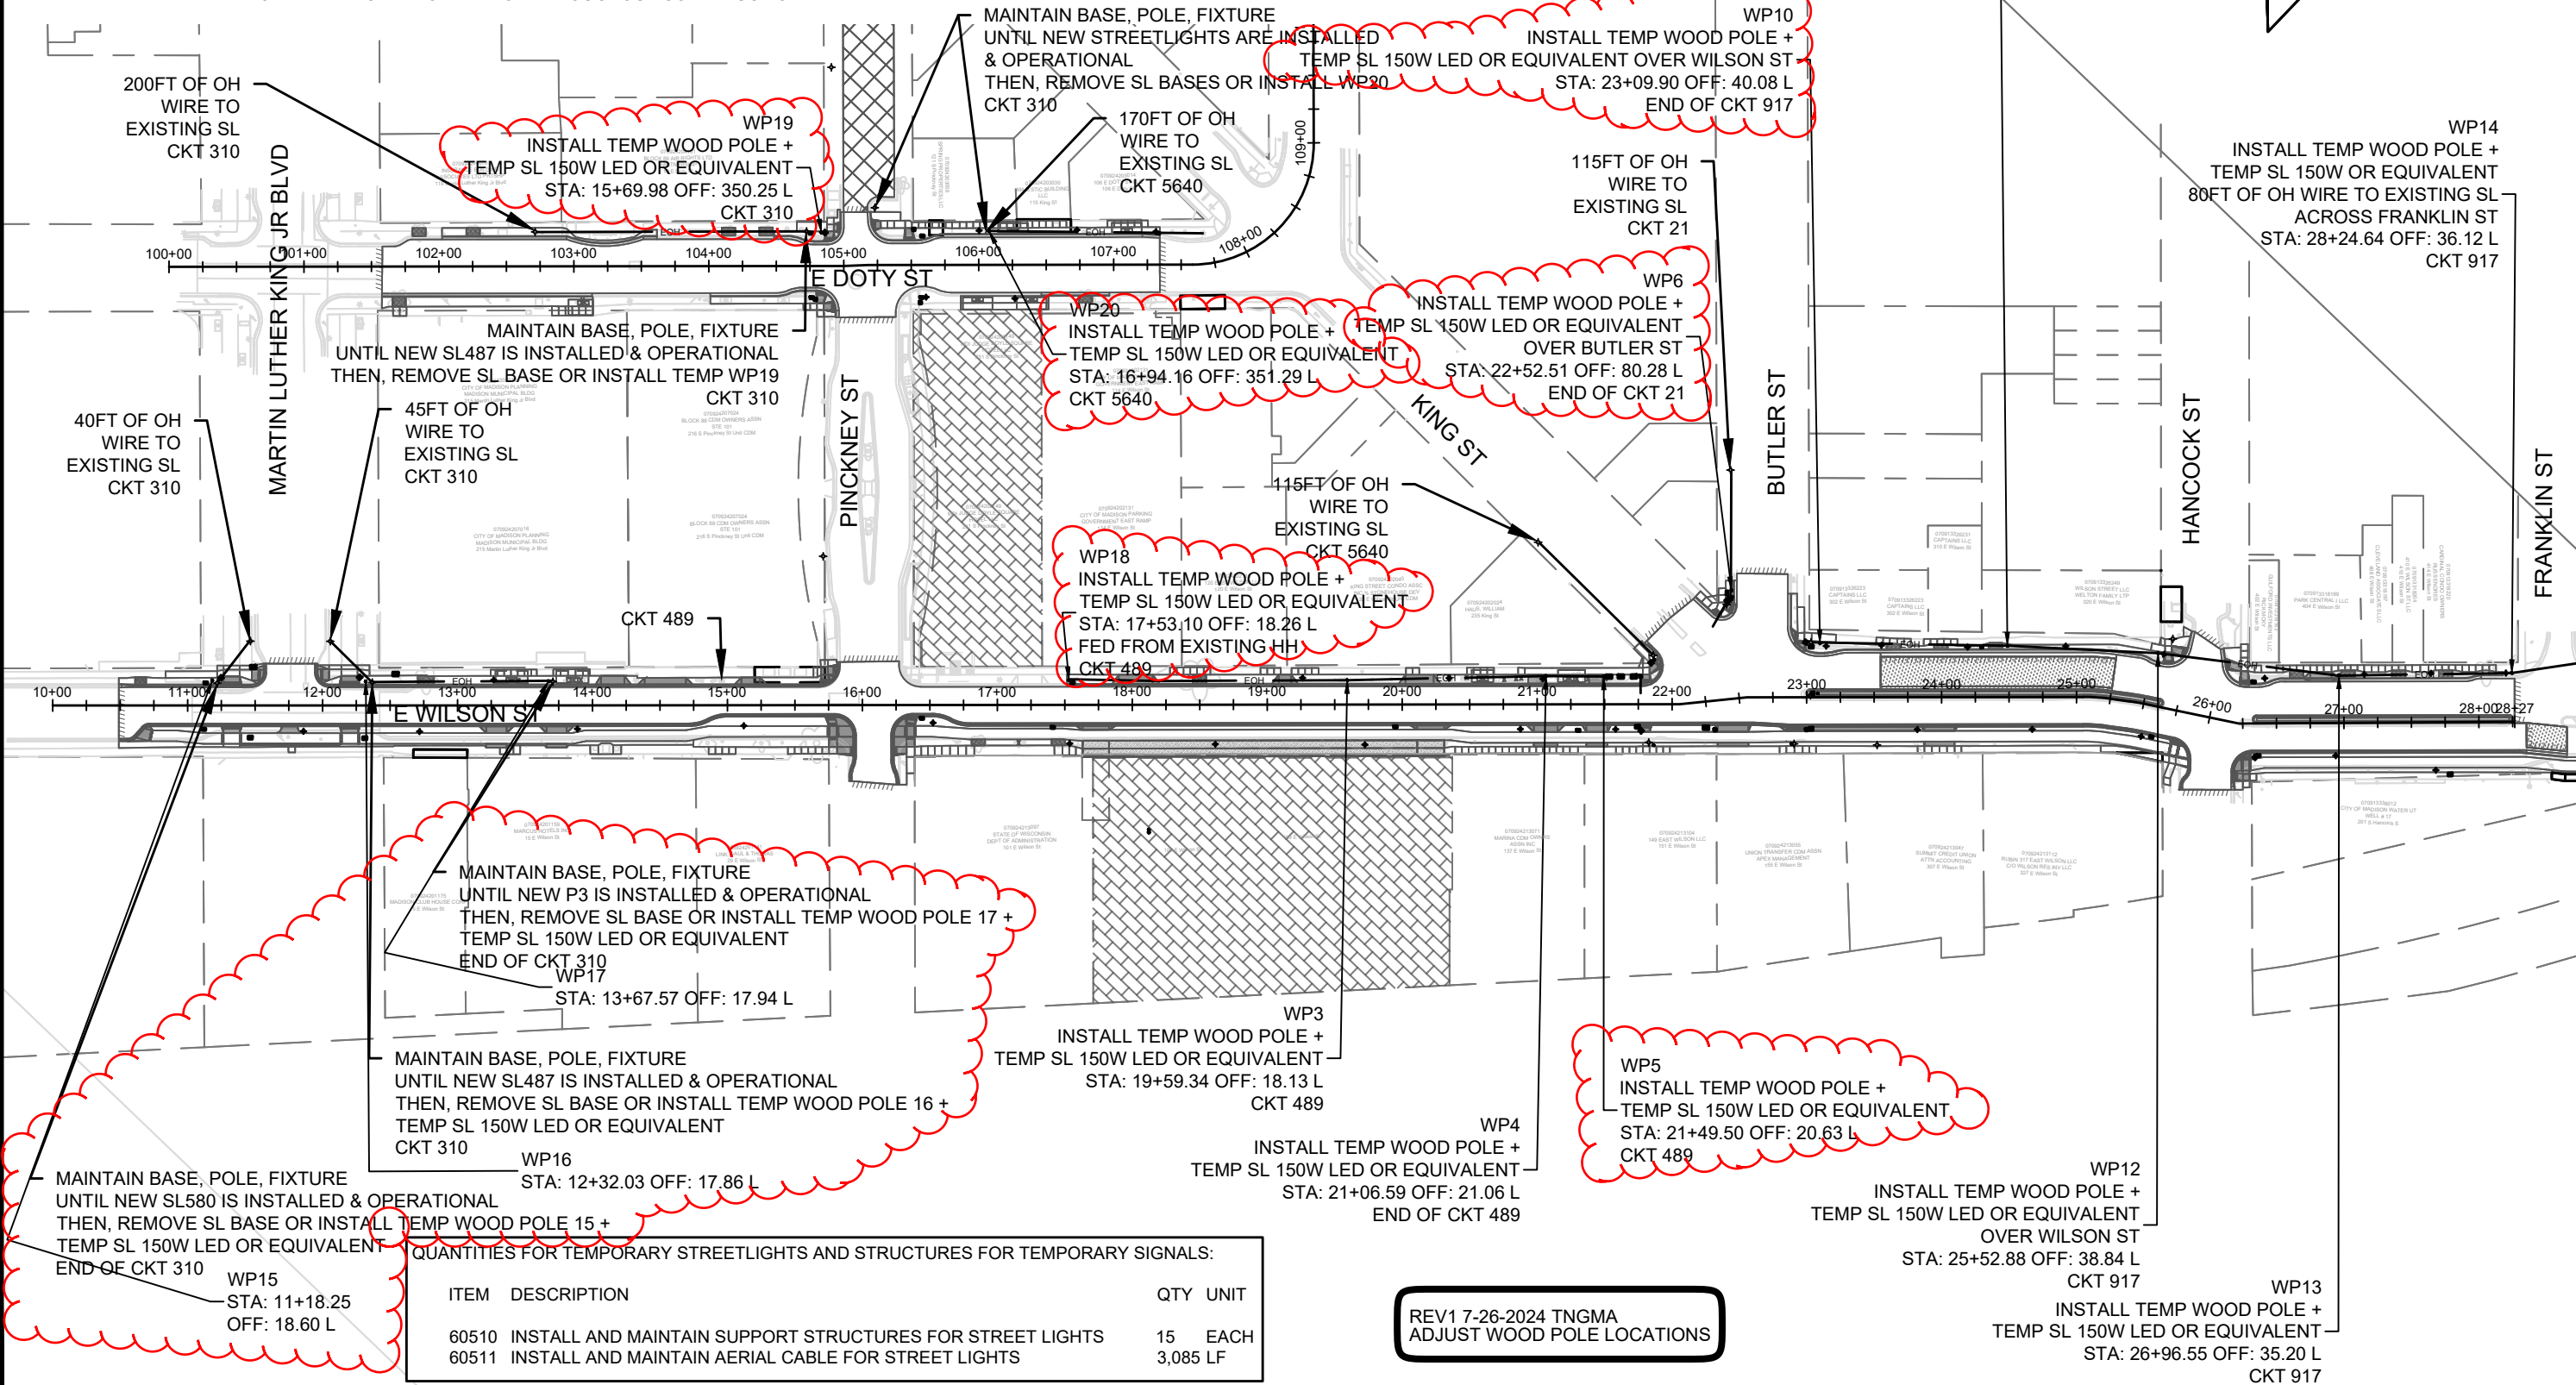 MAINTAIN BASE, POLE, FIXTURE
UNTIL NEW STREETLIGHTS ARE INSTALLED
& OPERATIONAL
THEN, REMOVE SL BASES OR INSTALL WP20
CKT 310
WP10
INSTALL TEMP WOOD POLE +
TEMP SL 150W LED OR EQUIVALENT OVER WILSON ST
STA: 23+09.90 OFF: 40.08 L
END OF CKT 917
200FT OF OH
WIRE TO
EXISTING SL
CKT 310
WP19
INSTALL TEMP WOOD POLE +
TEMP SL 150W LED OR EQUIVALENT
STA: 15+69.98 OFF: 350.25 L
CKT 310
170FT OF OH
WIRE TO
EXISTING SL
CKT 5640
115FT OF OH
WIRE TO
EXISTING SL
CKT 21
WP14
INSTALL TEMP WOOD POLE +
TEMP SL 150W OR EQUIVALENT
80FT OF OH WIRE TO EXISTING SL
ACROSS FRANKLIN ST
STA: 28+24.64 OFF: 36.12 L
CKT 917
MARTIN LUTHER KING JR BLVD
100+00
101+00
102+00
103+00
104+00
105+00
106+00
107+00
108+00
109+00
EOH
EOH
E DOTY ST
MAINTAIN BASE, POLE, FIXTURE
UNTIL NEW SL487 IS INSTALLED & OPERATIONAL
THEN, REMOVE SL BASE OR INSTALL TEMP WP19
CKT 310
WP20
INSTALL TEMP WOOD POLE +
TEMP SL 150W LED OR EQUIVALENT
STA: 16+94.16 OFF: 351.29 L
CKT 5640
WP6
INSTALL TEMP WOOD POLE +
TEMP SL 150W LED OR EQUIVALENT
OVER BUTLER ST
STA: 22+52.51 OFF: 80.28 L
END OF CKT 21
40FT OF OH
WIRE TO
EXISTING SL
CKT 310
45FT OF OH
WIRE TO
EXISTING SL
CKT 310
PINCKNEY ST
KING ST
BUTLER ST
HANCOCK ST
FRANKLIN ST
115FT OF OH
WIRE TO
EXISTING SL
CKT 5640
WP18
INSTALL TEMP WOOD POLE +
TEMP SL 150W LED OR EQUIVALENT
STA: 17+53.10 OFF: 18.26 L
FED FROM EXISTING HH
CKT 489
CKT 489
10+00
11+00
12+00
13+00
14+00
15+00
16+00
17+00
18+00
19+00
20+00
21+00
22+00
23+00
24+00
25+00
26+00
27+00
28+00
28+27
EOH
EOH
EOH
EOH
EOH
EOH
E WILSON ST
MAINTAIN BASE, POLE, FIXTURE
UNTIL NEW P3 IS INSTALLED & OPERATIONAL
THEN, REMOVE SL BASE OR INSTALL TEMP WOOD POLE 17 +
TEMP SL 150W LED OR EQUIVALENT
END OF CKT 310
WP17
STA: 13+67.57 OFF: 17.94 L
MAINTAIN BASE, POLE, FIXTURE
UNTIL NEW SL487 IS INSTALLED & OPERATIONAL
THEN, REMOVE SL BASE OR INSTALL TEMP WOOD POLE 16 +
TEMP SL 150W LED OR EQUIVALENT
CKT 310
WP16
STA: 12+32.03 OFF: 17.86 L
MAINTAIN BASE, POLE, FIXTURE
UNTIL NEW SL580 IS INSTALLED & OPERATIONAL
THEN, REMOVE SL BASE OR INSTALL TEMP WOOD POLE 15 +
TEMP SL 150W LED OR EQUIVALENT
END OF CKT 310
WP15
STA: 11+18.25
OFF: 18.60 L
WP3
INSTALL TEMP WOOD POLE +
TEMP SL 150W LED OR EQUIVALENT
STA: 19+59.34 OFF: 18.13 L
CKT 489
WP4
INSTALL TEMP WOOD POLE +
TEMP SL 150W LED OR EQUIVALENT
STA: 21+06.59 OFF: 21.06 L
END OF CKT 489
WP5
INSTALL TEMP WOOD POLE +
TEMP SL 150W LED OR EQUIVALENT
STA: 21+49.50 OFF: 20.63 L
CKT 489
WP12
INSTALL TEMP WOOD POLE +
TEMP SL 150W LED OR EQUIVALENT
OVER WILSON ST
STA: 25+52.88 OFF: 38.84 L
CKT 917
WP13
INSTALL TEMP WOOD POLE +
TEMP SL 150W LED OR EQUIVALENT
STA: 26+96.55 OFF: 35.20 L
CKT 917
QUANTITIES FOR TEMPORARY STREETLIGHTS AND STRUCTURES FOR TEMPORARY SIGNALS:
ITEM DESCRIPTION QTY UNIT
60510 INSTALL AND MAINTAIN SUPPORT STRUCTURES FOR STREET LIGHTS 15 EACH
60511 INSTALL AND MAINTAIN AERIAL CABLE FOR STREET LIGHTS 3,085 LF
REV1 7-26-2024 TNGMA
ADJUST WOOD POLE LOCATIONS